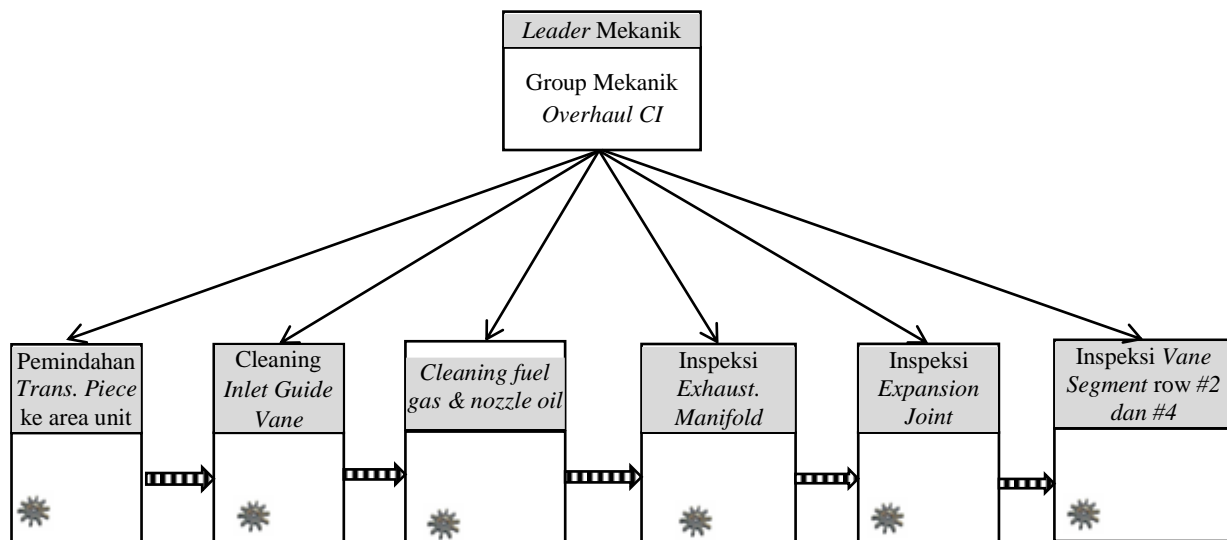 Leader Mekanik
Group Mekanik
Overhaul CI
Pemindahan
Trans. Piece
ke area unit
Cleaning
Inlet Guide
Vane
Cleaning fuel
gas & nozzle oil
Inspeksi
Exhaust.
Manifold
Inspeksi
Expansion
Joint
Inspeksi Vane
Segment row #2
dan #4